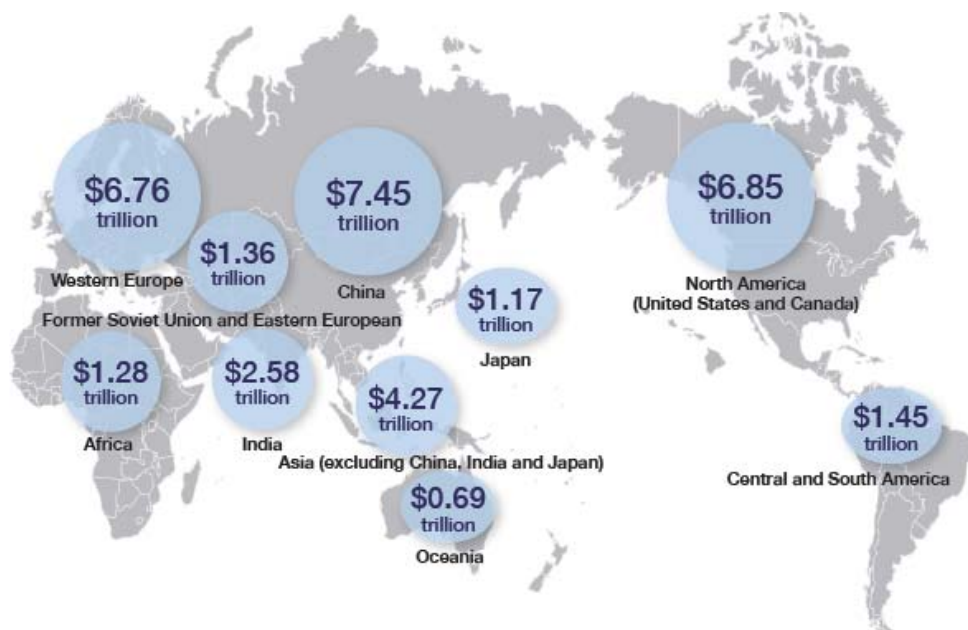 $6.76
trillion
Western Europe
$1.36
trillion
Former Soviet Union and Eastern European
$7.45
trillion
China
$1.17
trillion
Japan
$6.85
trillion
North America
(United States and Canada)
$1.28
trillion
Africa
$2.58
trillion
India
$4.27
trillion
Asia (excluding China, India and Japan)
$0.69
trillion
Oceania
$1.45
trillion
Central and South America